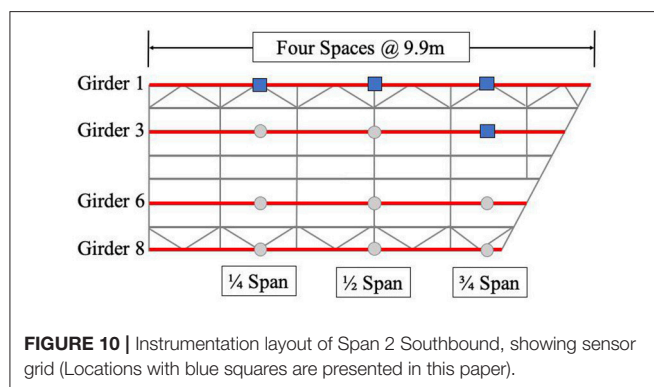 Four Spaces @ 9.9m
Girder 1
Girder 3
Girder 6
Girder 8
¼ Span
½ Span
¾ Span
FIGURE 10 | Instrumentation layout of Span 2 Southbound, showing sensor
grid (Locations with blue squares are presented in this paper).